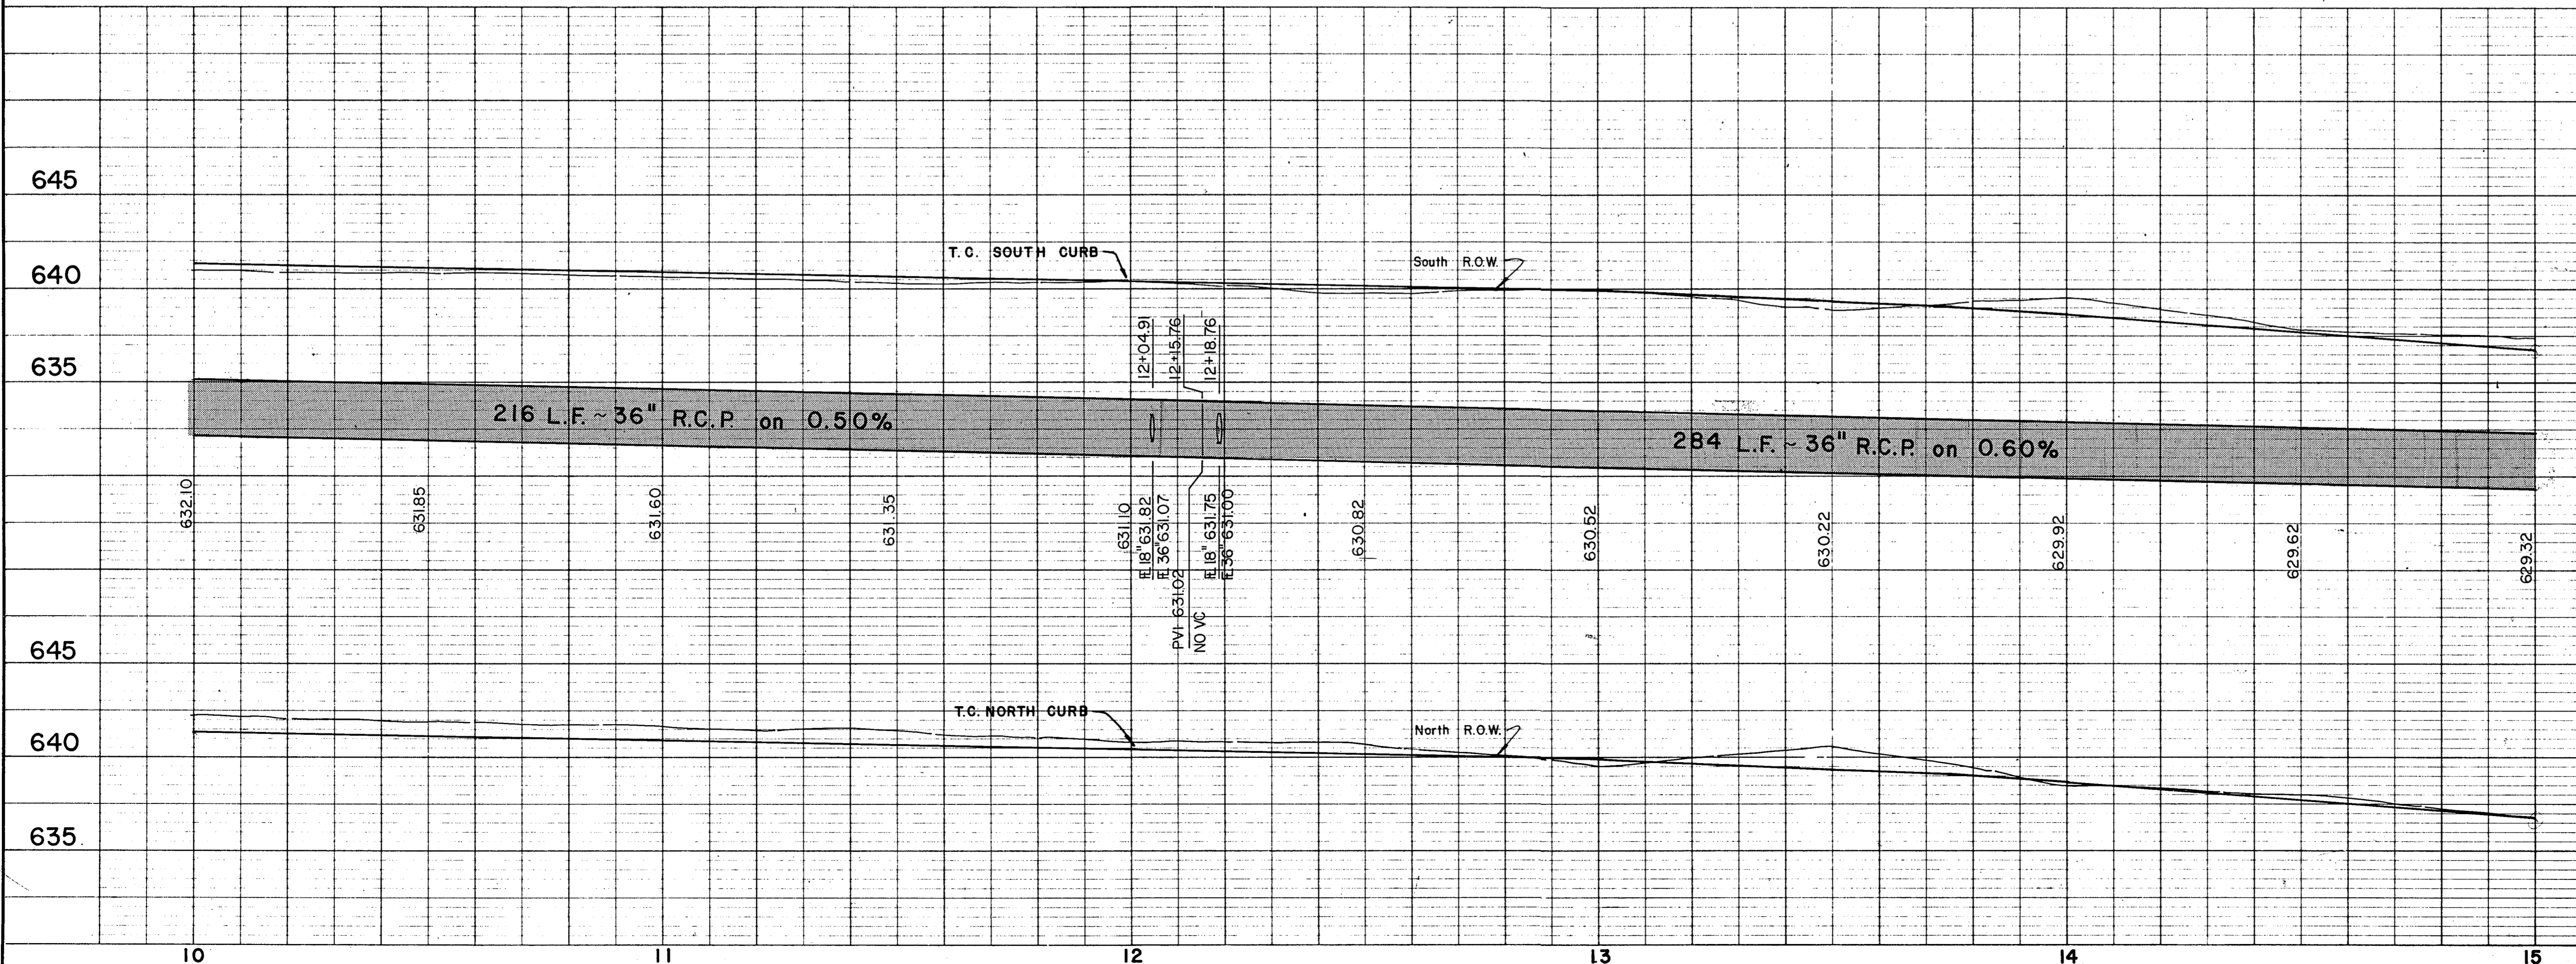 645
640
635
T.C. SOUTH CURB
South R.O.W.
12+04.91
12+15.76
12+18.76
216 L.F. ~ 36" R.C.P. on 0.50%
284 L.F. ~ 36" R.C.P. on 0.60%
632.10
631.85
631.60
631.35
631.10
FL 18" 631.82
FL 36" 631.07
PVI 631.02
NO VC
FL 18" 631.75
FL 36" 631.00
630.82
630.52
630.22
629.92
629.62
629.32
645
640
635
T.C. NORTH CURB
North R.O.W.
10
11
12
13
14
15